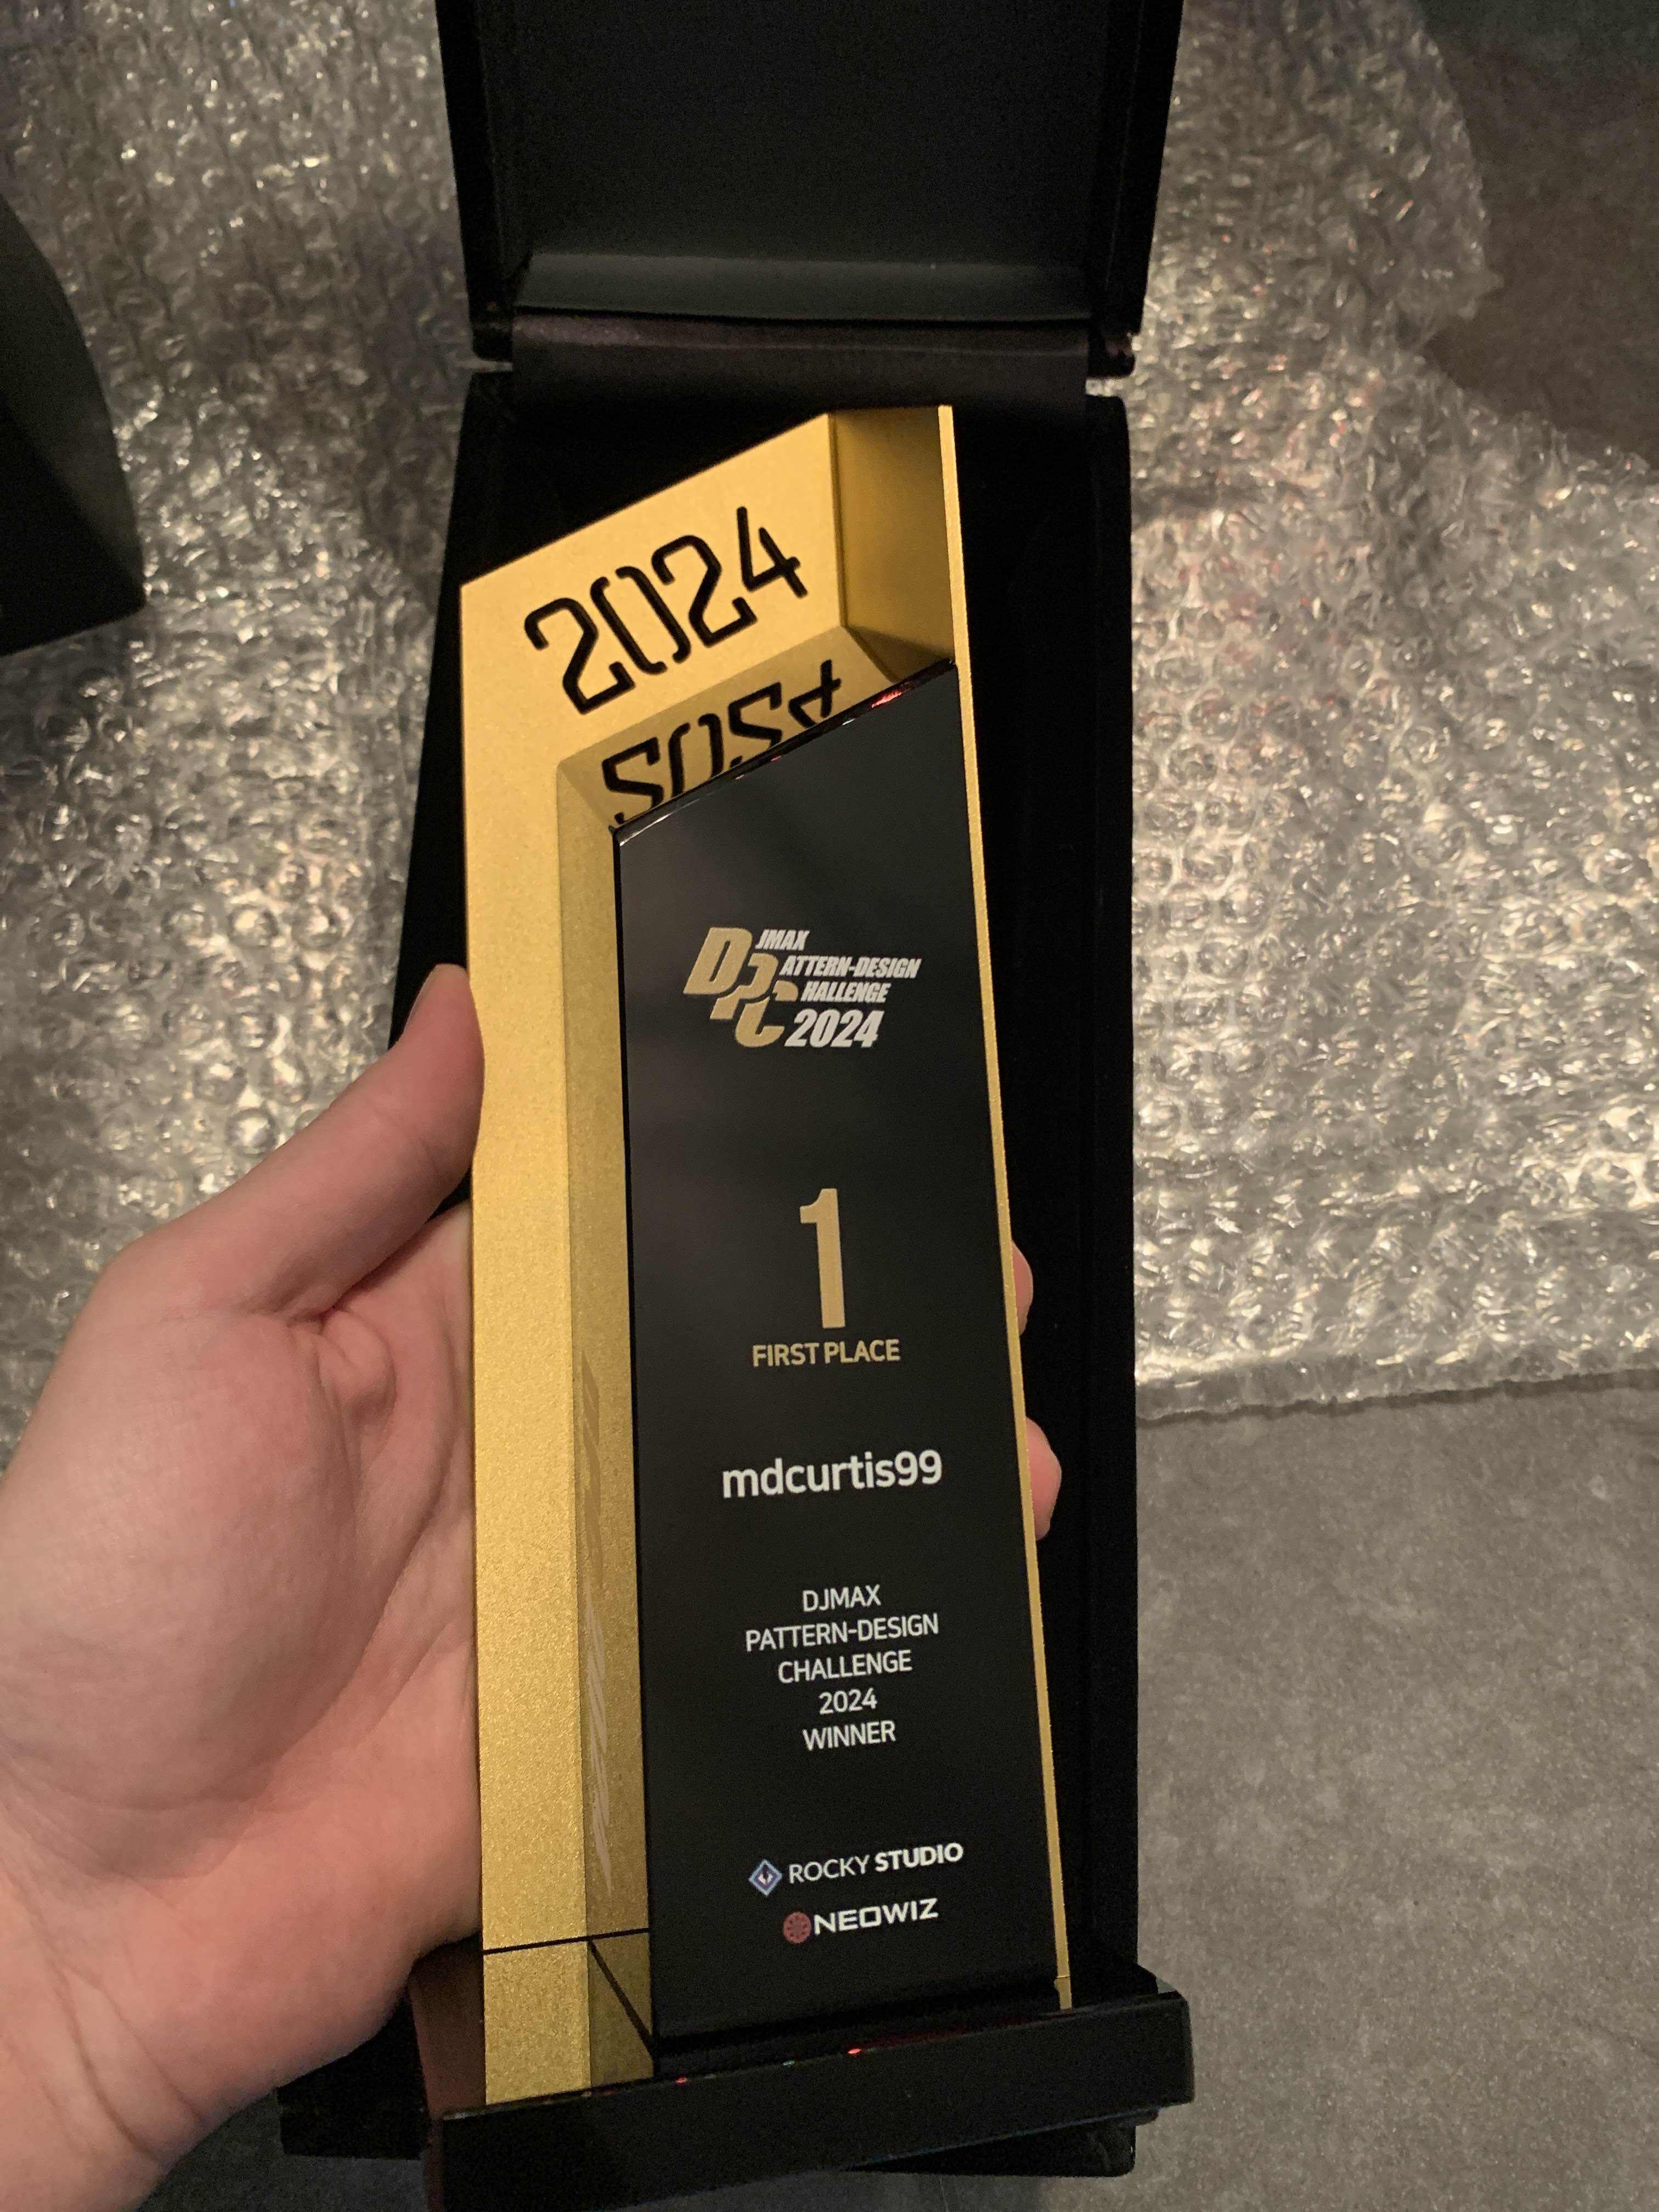 2024
DJMAX
PATTERN-DESIGN
CHALLENGE
2024
1
FIRST PLACE
mdcurtis99
DJMAX
PATTERN-DESIGN
CHALLENGE
2024
WINNER
ROCKY STUDIO
NEOWIZ